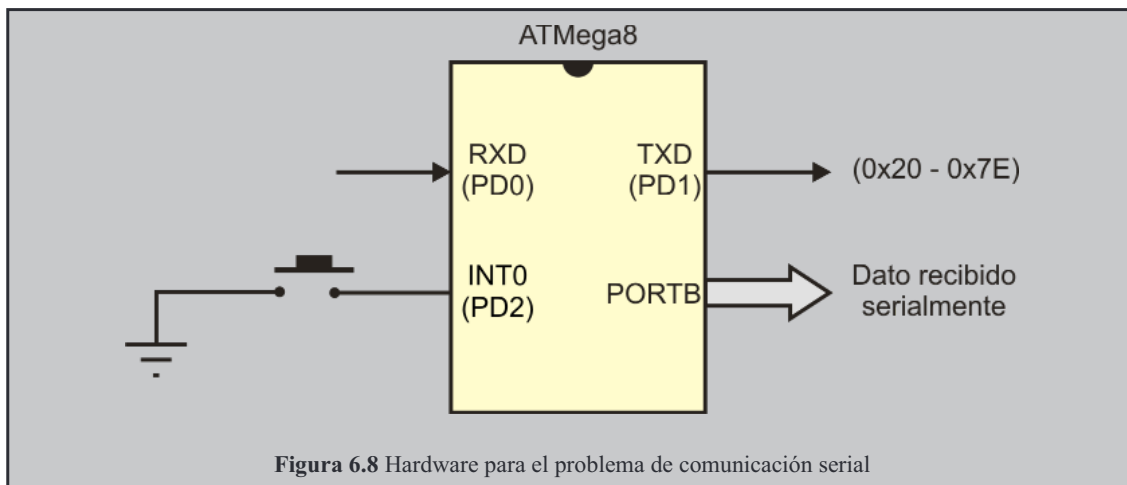 ATMega8
RXD
(PD0)
TXD
(PD1)
(0x20 - 0x7E)
INT0
(PD2)
PORTB
Dato recibido
serialmente
Figura 6.8 Hardware para el problema de comunicación serial